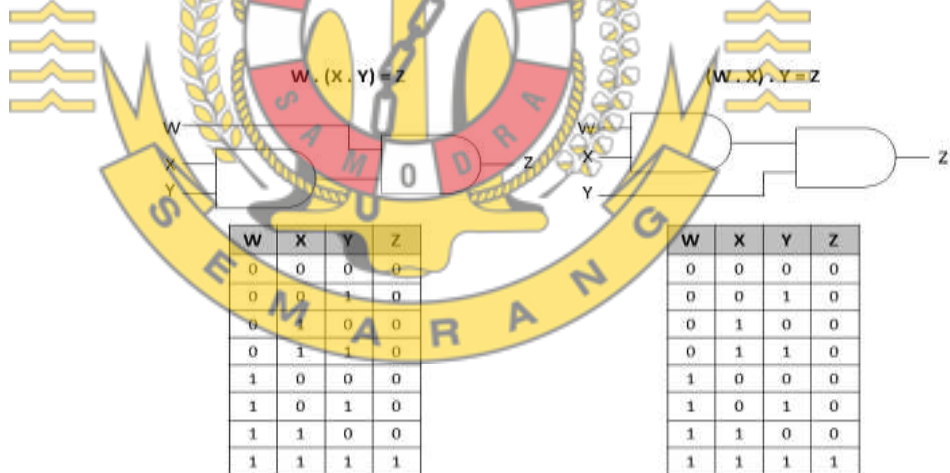 W . (X . Y) = Z
(W . X) . Y = Z
W
X
Y
Z
W
X
Y
Z
SAMODRA
SEMARANG
W X Y Z
0 0 0 0
0 0 1 0
0 1 0 0
0 1 1 0
1 0 0 0
1 0 1 0
1 1 0 0
1 1 1 1
W X Y Z
0 0 0 0
0 0 1 0
0 1 0 0
0 1 1 0
1 0 0 0
1 0 1 0
1 1 0 0
1 1 1 1